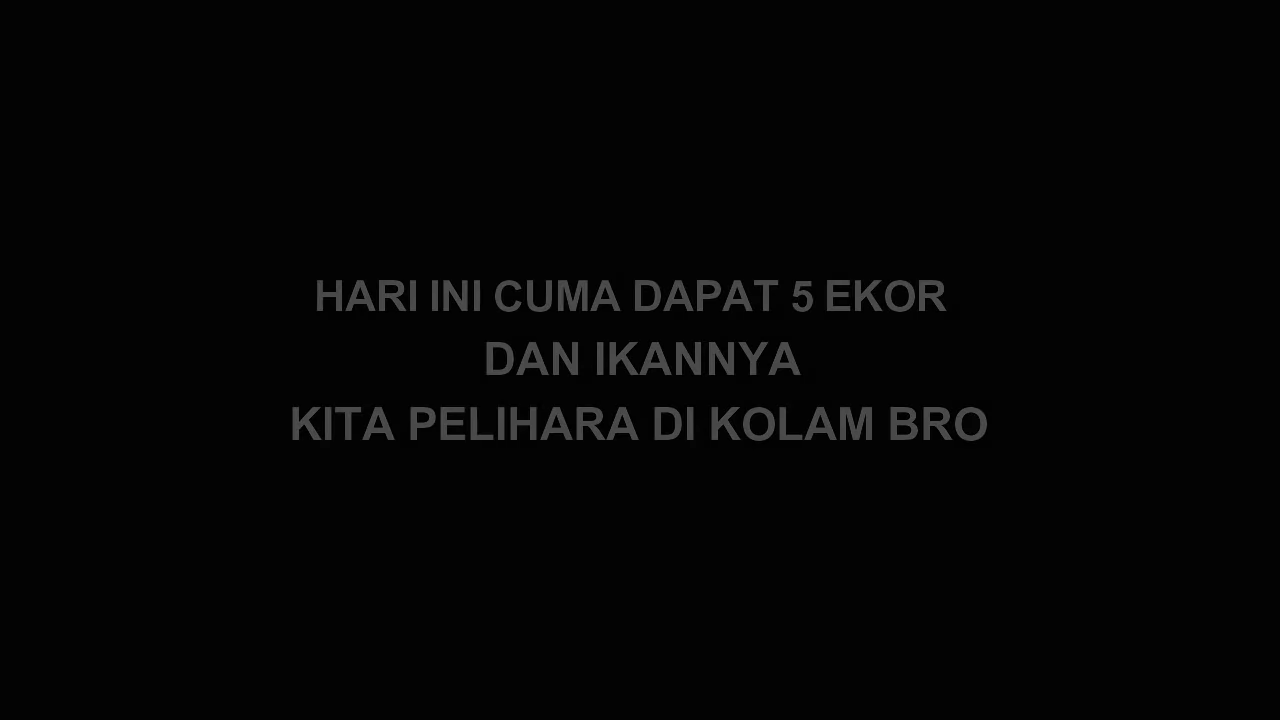 HARI INI CUMA DAPAT 5 EKOR
DAN IKANNYA
KITA PELIHARA DI KOLAM BRO